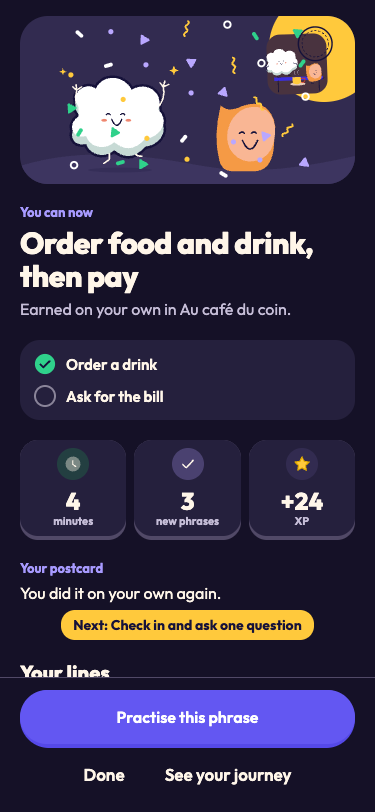 You can now
Order food and drink,
then pay
Earned on your own in Au café du coin.
Order a drink
Ask for the bill
4
minutes
3
new phrases
+24
XP
Your postcard
You did it on your own again.
Next: Check in and ask one question
Your lines
Practise this phrase
Done
See your journey